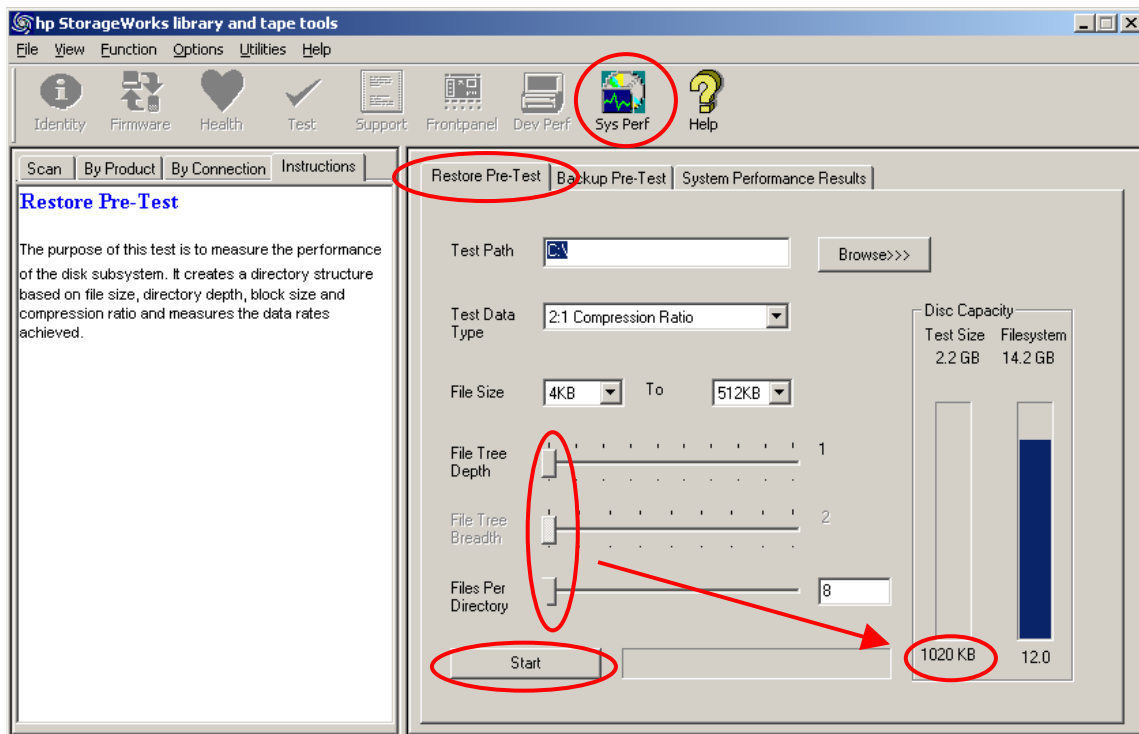 hp StorageWorks library and tape tools
File View Function Options Utilities Help
Identity Firmware Health Test Support Frontpanel Dev Perf Sys Perf Help
Scan By Product By Connection Instructions
Restore Pre-Test
The purpose of this test is to measure the performance
of the disk subsystem. It creates a directory structure
based on file size, directory depth, block size and
compression ratio and measures the data rates
achieved.
Restore Pre-Test Backup Pre-Test System Performance Results
Test Path C:\ Browse>>>
Test Data
Type
2:1 Compression Ratio
File Size 4KB To 512KB
File Tree
Depth
1
File Tree
Breadth
2
Files Per
Directory
8
Start
Disc Capacity
Test Size Filesystem
2.2 GB 14.2 GB
1020 KB 12.0